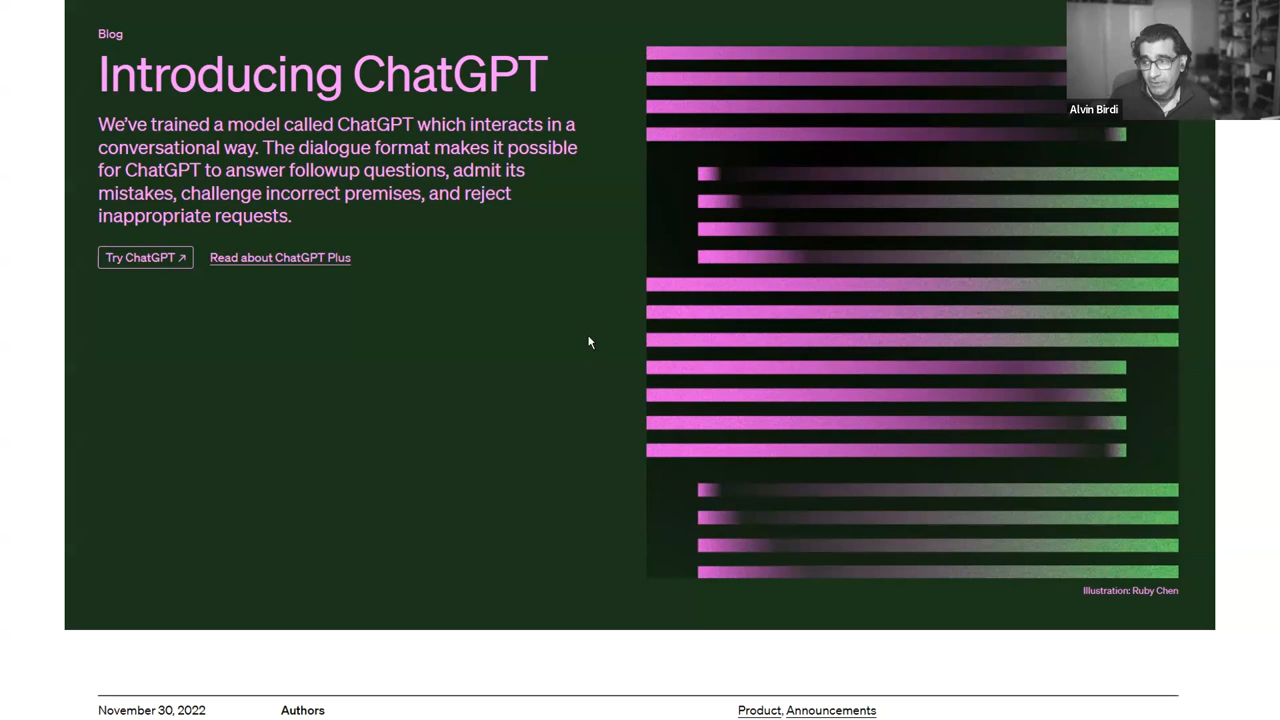 Blog
Introducing ChatGPT
We’ve trained a model called ChatGPT which interacts in a
conversational way. The dialogue format makes it possible
for ChatGPT to answer followup questions, admit its
mistakes, challenge incorrect premises, and reject
inappropriate requests.
Try ChatGPT ↗
Read about ChatGPT Plus
Alvin Birdi
Illustration: Ruby Chen
November 30, 2022
Authors
Product, Announcements